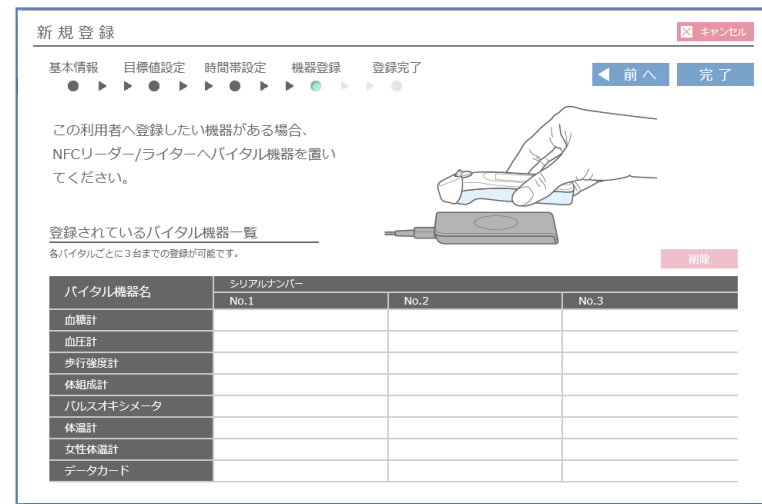 新規登録
キャンセル
基本情報 目標値設定 時間帯設定 機器登録 登録完了
前へ 完了
この利用者へ登録したい機器がある場合、
NFCリーダー/ライターへバイタル機器を置い
てください。
登録されているバイタル機器一覧
各バイタルごとに3台までの登録が可能です。
削除
バイタル機器名 シリアルナンバー
No.1 No.2 No.3
血糖計
血圧計
歩行強度計
体組成計
パルスオキシメータ
体温計
女性体温計
データカード